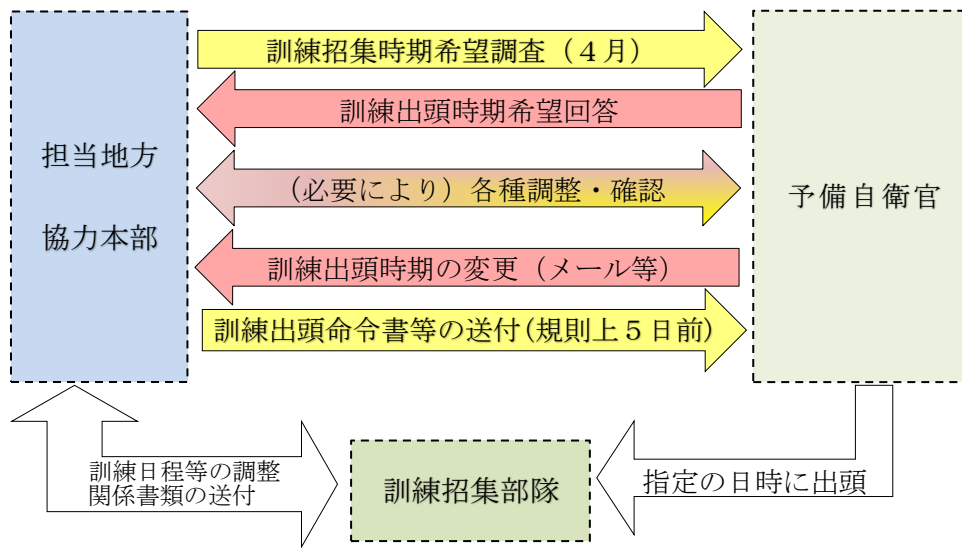 訓練招集時期希望調査（４月）
訓練出頭時期希望回答
担当地方
協力本部
（必要により）各種調整・確認
予備自衛官
訓練出頭時期の変更（メール等）
訓練出頭命令書等の送付(規則上５日前)
訓練日程等の調整
関係書類の送付
訓練招集部隊
指定の日時に出頭